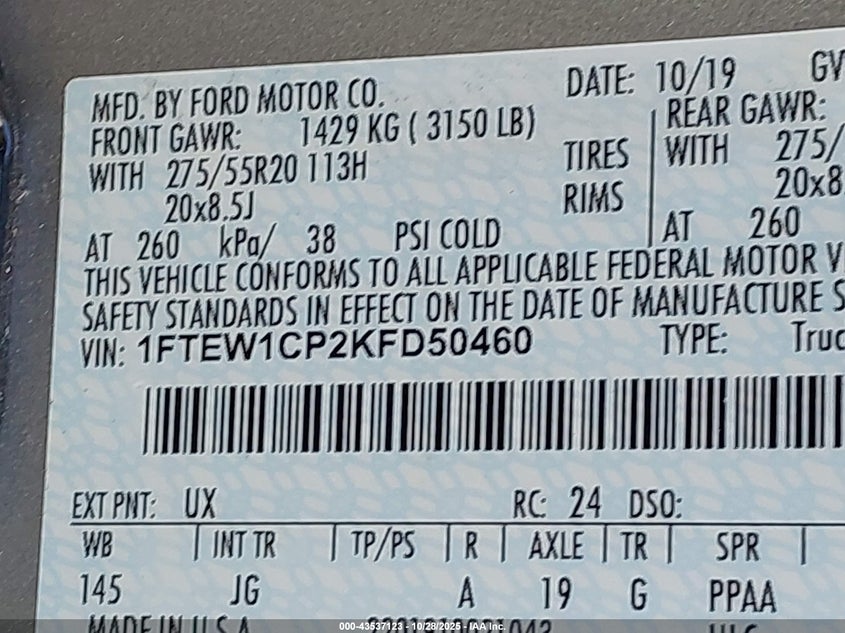 MFD. BY FORD MOTOR CO. DATE: 10/19 GV
FRONT GAWR: 1429 KG ( 3150 LB) REAR GAWR:
WITH 275/55R20 113H TIRES WITH 275/
20x8.5J RIMS 20x8
AT 260 kPa/ 38 PSI COLD AT 260
THIS VEHICLE CONFORMS TO ALL APPLICABLE FEDERAL MOTOR V
SAFETY STANDARDS IN EFFECT ON THE DATE OF MANUFACTURE S
VIN: 1FTEW1CP2KFD50460 TYPE: Truc
EXT PNT: UX RC: 24 DSO:
WB INT TR TP/PS R AXLE TR SPR
145 JG A 19 G PPAA
MADE IN U.S.A.
000-43537123 - 10/28/2025 - IAA Inc.